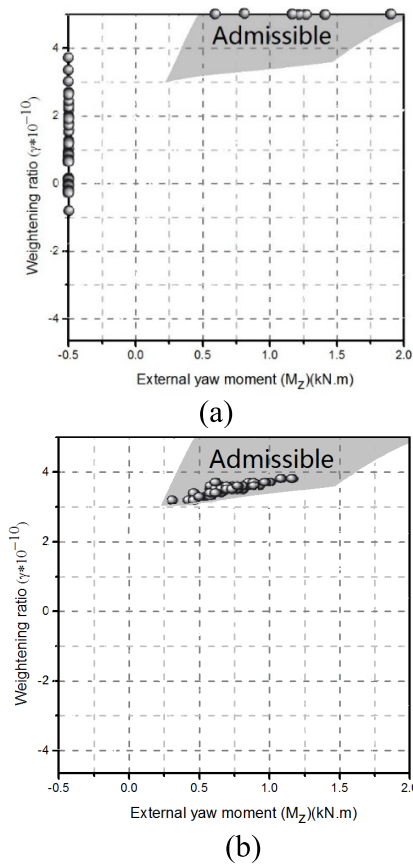 Admissible
4
2
0
-2
-4
Weightening ratio (γ*10⁻¹⁰)
-0.5 0.0 0.5 1.0 1.5 2.0
External yaw moment (M_Z)(kN.m)
(a)
Admissible
4
2
0
-2
-4
Weightening ratio (γ*10⁻¹⁰)
-0.5 0.0 0.5 1.0 1.5 2.0
External yaw moment (M_Z)(kN.m)
(b)